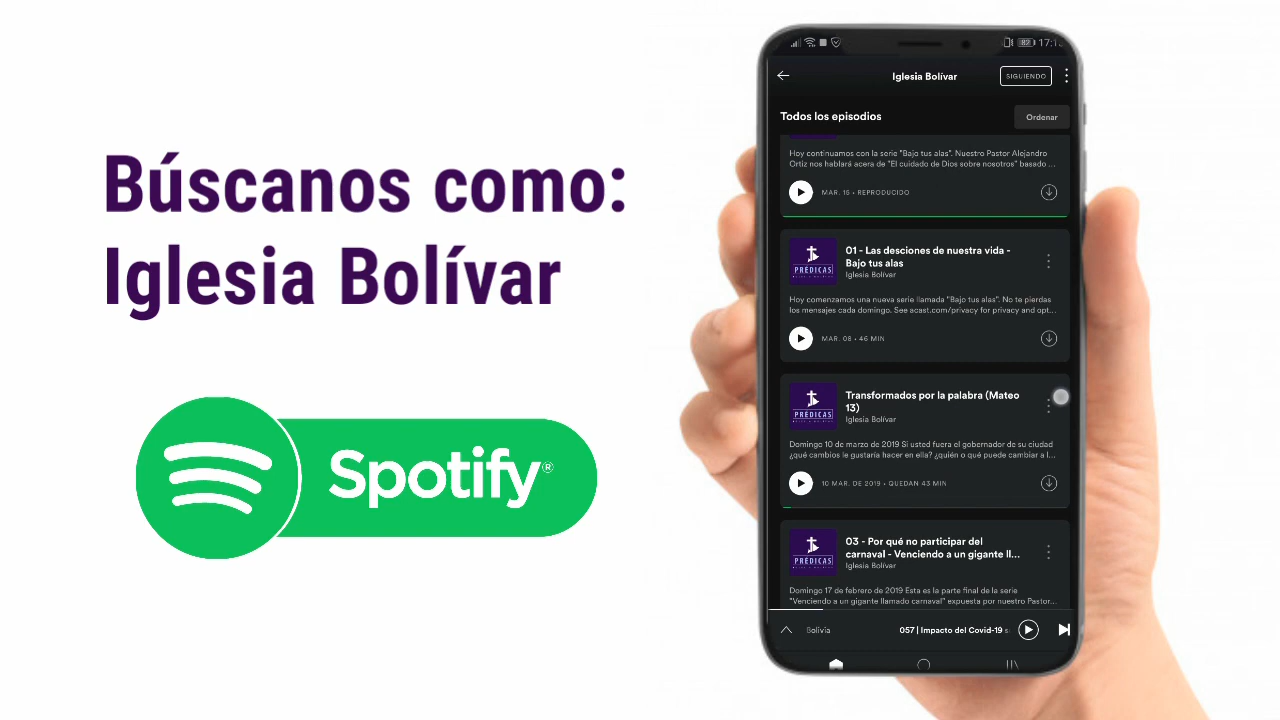 Búscanos como:
Iglesia Bolívar
Spotify®
82 17:1
Iglesia Bolívar
SIGUIENDO
Todos los episodios
Ordenar
Hoy continuamos con la serie "Bajo tus alas". Nuestro Pastor Alejandro
Ortiz nos hablará acerca de "El cuidado de Dios sobre nosotros" basado ...
MAR. 15 • REPRODUCIDO
PRÉDICAS
01 - Las desciones de nuestra vida -
Bajo tus alas
Iglesia Bolívar
Hoy comenzamos una nueva serie llamada "Bajo tus alas". No te pierdas
los mensajes cada domingo. See acast.com/privacy for privacy and opt...
MAR. 08 • 46 MIN
PRÉDICAS
Transformados por la palabra (Mateo
13)
Iglesia Bolívar
Domingo 10 de marzo de 2019 Si usted fuera el gobernador de su ciudad
¿qué cambios le gustaría hacer en ella? ¿quién o qué puede cambiar a l...
10 MAR. DE 2019 • QUEDAN 43 MIN
PRÉDICAS
03 - Por qué no participar del
carnaval - Venciendo a un gigante ll...
Iglesia Bolívar
Domingo 17 de febrero de 2019 Esta es la parte final de la serie
"Venciendo a un gigante llamado carnaval" expuesta por nuestro Pastor...
Bolivia
057 | Impacto del Covid-19 s